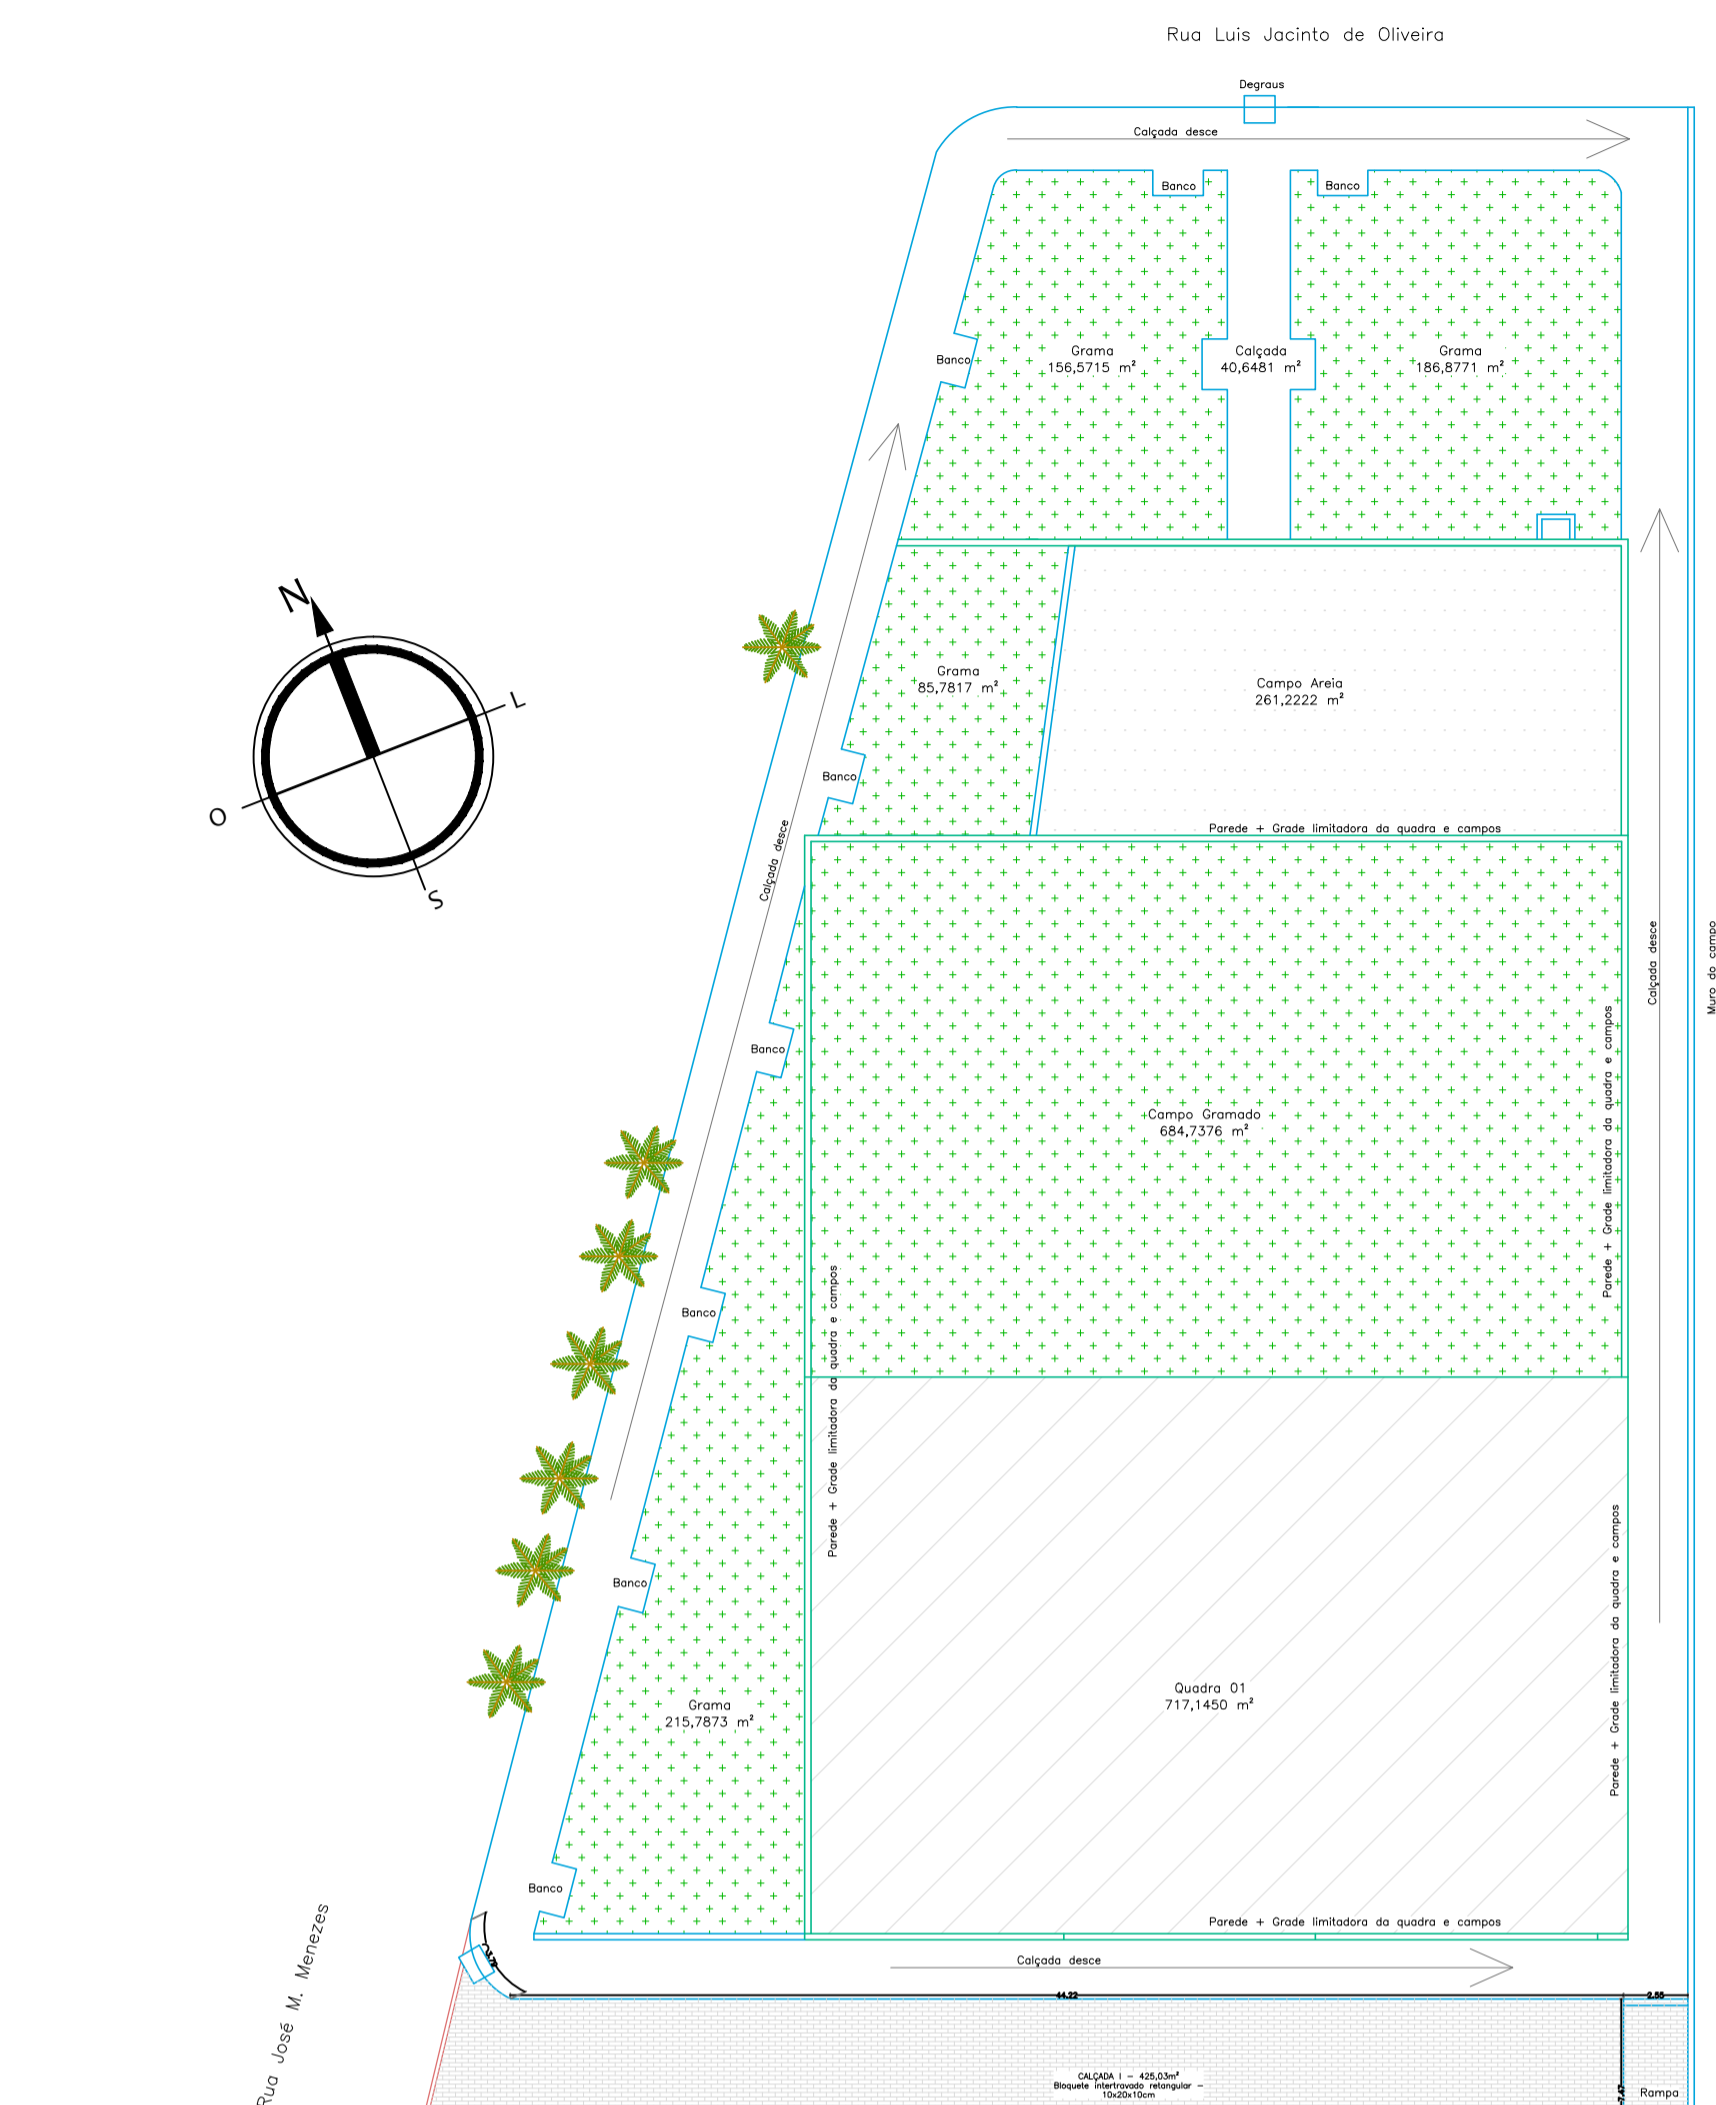 Rua Luis Jacinto de Oliveira
Degraus
Calçada desce
Banco
Banco
Banco
Grama
156,5715 m²
Calçada
40,6481 m²
Grama
186,8771 m²
N
L
O
S
Grama
85,7817 m²
Campo Areia
261,2222 m²
Banco
Parede + Grade limitadora da quadra e campos
Calçada desce
Calçada desce
Muro do campo
Banco
Campo Gramado
684,7376 m²
Parede + Grade limitadora da quadra e campos
Banco
Parede + Grade limitadora da quadra e campos
Banco
Parede + Grade limitadora da quadra e campos
Quadra 01
717,1450 m²
Grama
215,7873 m²
Banco
Parede + Grade limitadora da quadra e campos
Calçada desce
Rua José M. Menezes
44.22
2.55
CALÇADA I - 425,03m²
Bloquete intertravado retangular -
10x20x10cm
Rampa